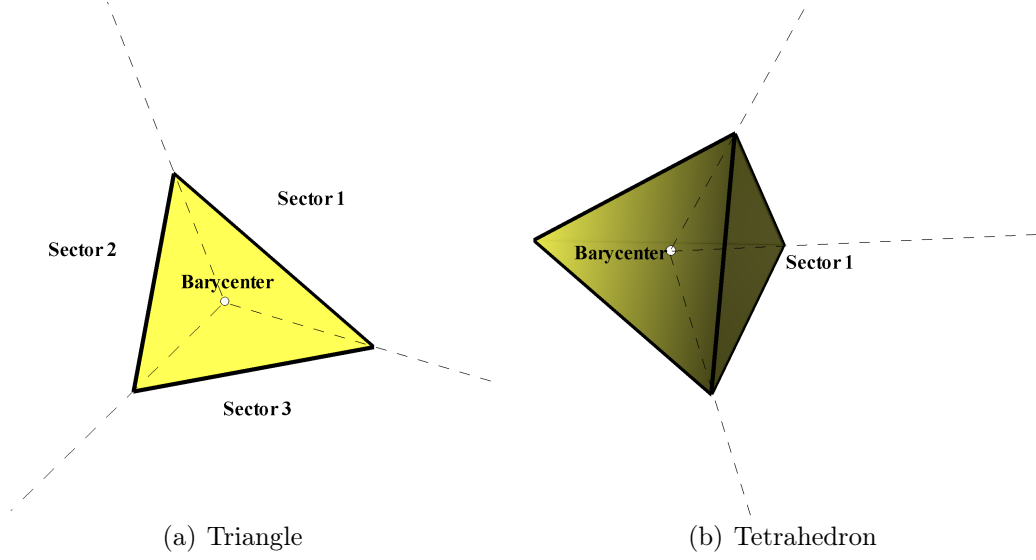 Sector 1
Sector 2
Barycenter
Sector 3
(a) Triangle
Barycenter
Sector 1
(b) Tetrahedron